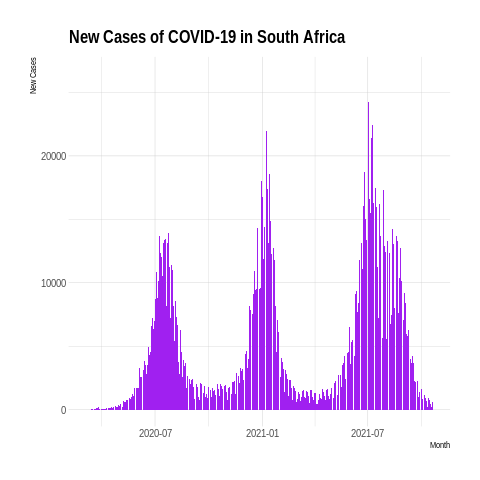 New Cases of COVID-19 in South Africa
New Cases
20000
10000
0
2020-07
2021-01
2021-07
Month